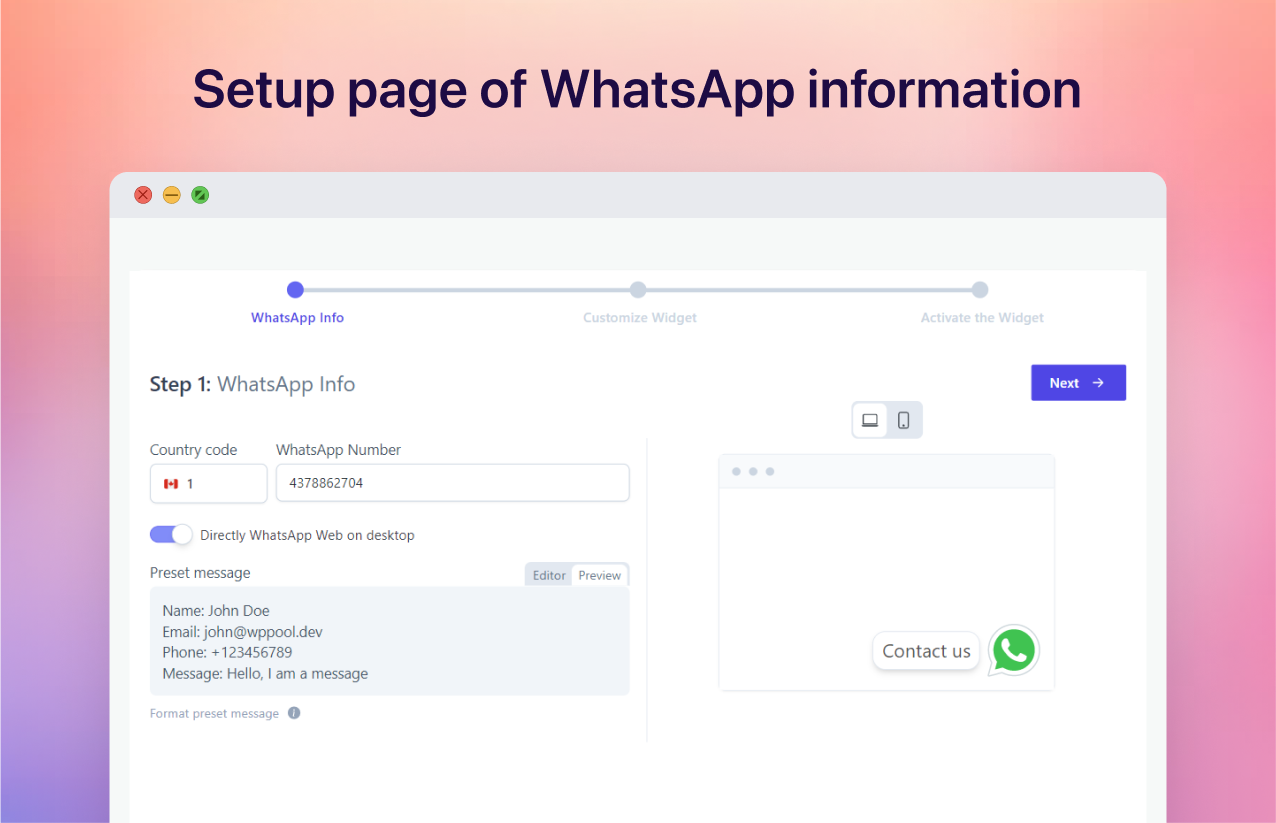 Setup page of WhatsApp information
WhatsApp Info
Customize Widget
Activate the Widget
Step 1: WhatsApp Info
Next
Country code
WhatsApp Number
1
4378862704
Directly WhatsApp Web on desktop
Preset message
Editor
Preview
Name: John Doe
Email: john@wppool.dev
Phone: +123456789
Message: Hello, I am a message
Format preset message
i
Contact us